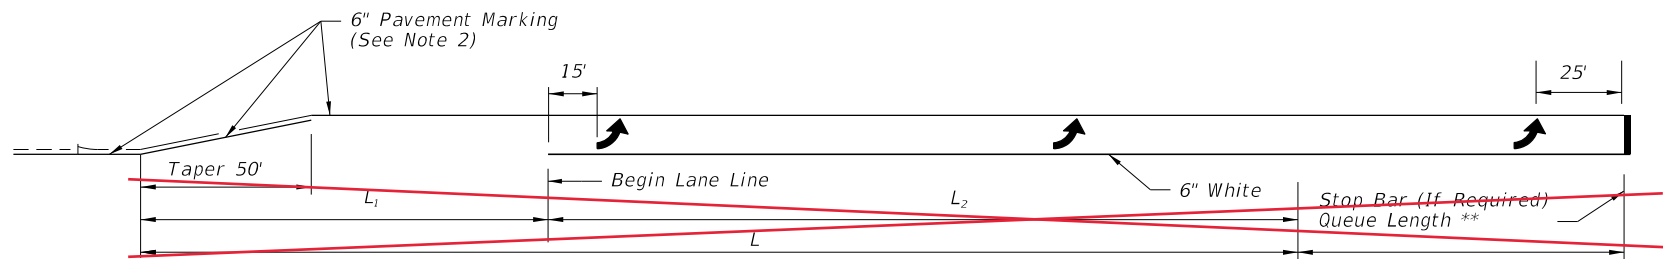 6" Pavement Marking
(See Note 2)
15'
25'
Taper 50'
Begin Lane Line
6" White
L₁
L₂
Stop Bar (If Required)
Queue Length **
L